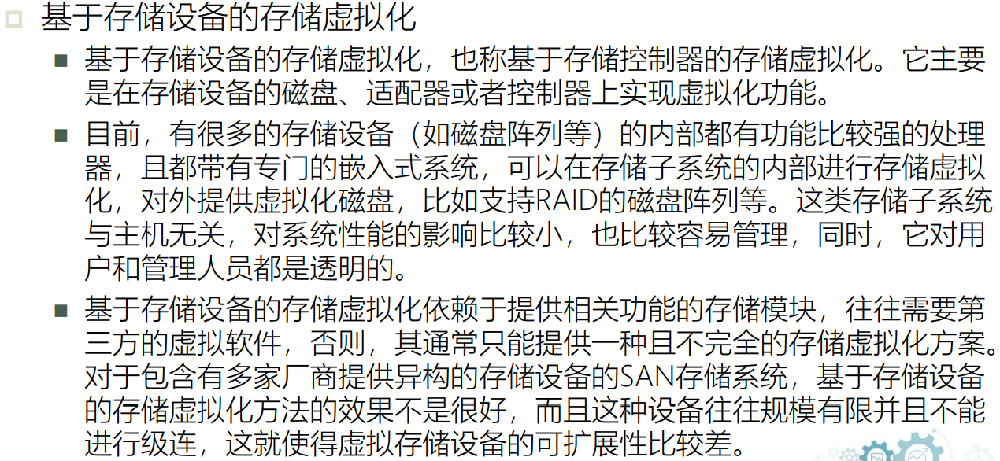 基于存储设备的存储虚拟化
基于存储设备的存储虚拟化，也称基于存储控制器的存储虚拟化。它主要
是在存储设备的磁盘、适配器或者控制器上实现虚拟化功能。
目前，有很多的存储设备（如磁盘阵列等）的内部都有功能比较强的处理
器，且都带有专门的嵌入式系统，可以在存储子系统的内部进行存储虚拟
化，对外提供虚拟化磁盘，比如支持RAID的磁盘阵列等。这类存储子系统
与主机无关，对系统性能的影响比较小，也比较容易管理，同时，它对用
户和管理人员都是透明的。
基于存储设备的存储虚拟化依赖于提供相关功能的存储模块，往往需要第
三方的虚拟软件，否则，其通常只能提供一种且不完全的存储虚拟化方案。
对于包含有多家厂商提供异构的存储设备的SAN存储系统，基于存储设备
的存储虚拟化方法的效果不是很好，而且这种设备往往规模有限并且不能
进行级连，这就使得虚拟存储设备的可扩展性比较差。